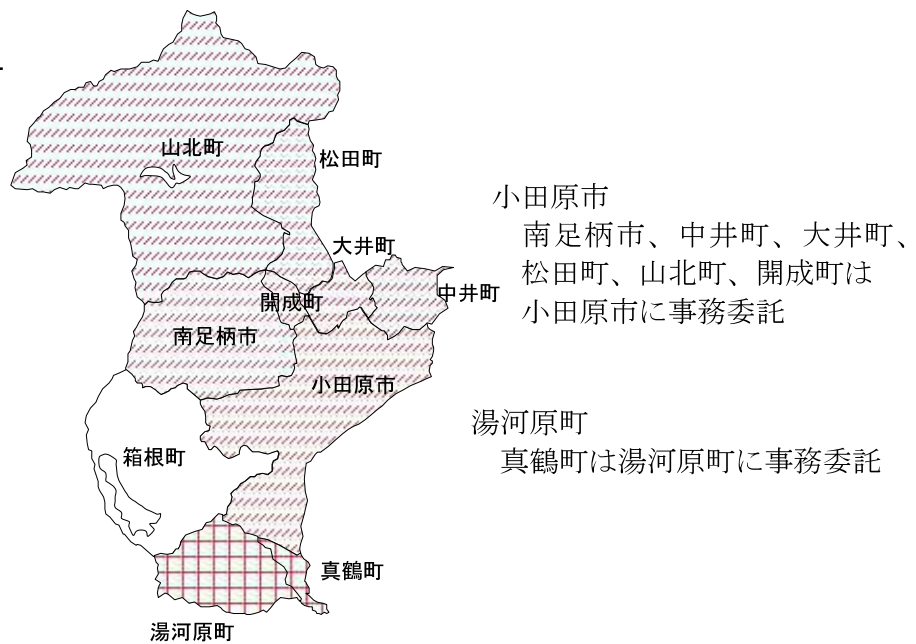 山北町
松田町
大井町
中井町
開成町
南足柄市
小田原市
箱根町
真鶴町
湯河原町
小田原市
南足柄市、中井町、大井町、
松田町、山北町、開成町は
小田原市に事務委託
湯河原町
真鶴町は湯河原町に事務委託